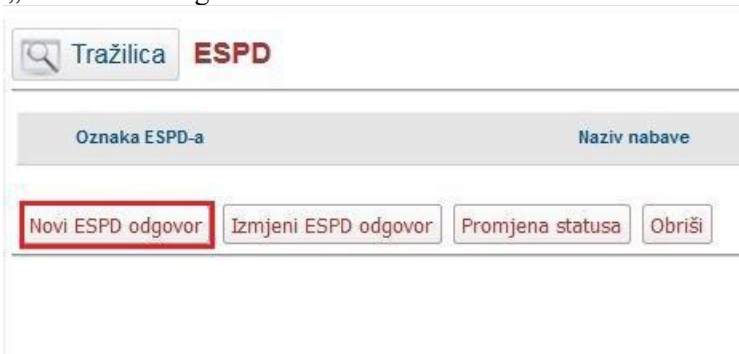 Tražilica ESPD
Oznaka ESPD-a Naziv nabave
Novi ESPD odgovor Izmjeni ESPD odgovor Promjena statusa Obriši